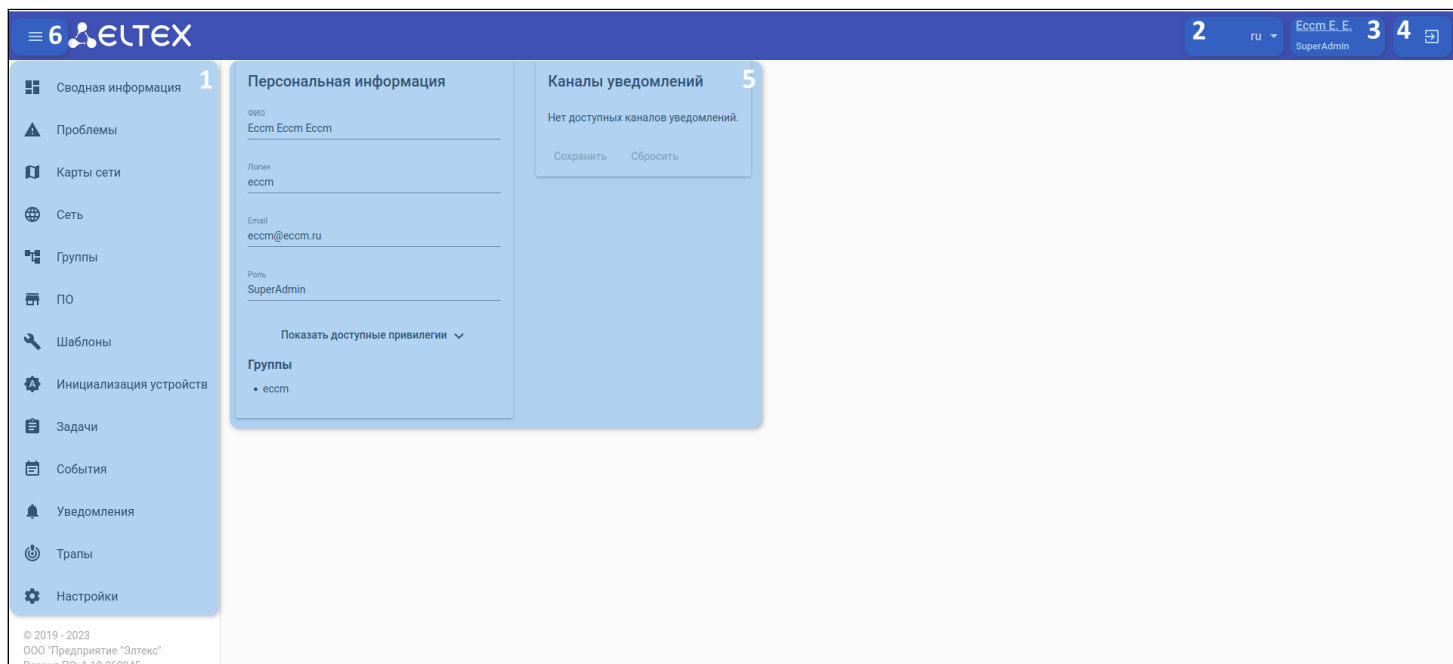 6 ELTEX
2 ru
Eccm E. E. 3
SuperAdmin
4
1
Сводная информация
Проблемы
Карты сети
Сеть
Группы
ПО
Шаблоны
Инициализация устройств
Задачи
События
Уведомления
Трапы
Настройки
© 2019 - 2023
ООО "Предприятие "Элтекс"
Персональная информация
ФИО
Eccm Eccm Eccm
Логин
eccm
Email
eccm@eccm.ru
Роль
SuperAdmin
Показать доступные привилегии
Группы
• eccm
Каналы уведомлений 5
Нет доступных каналов уведомлений.
Сохранить Сбросить